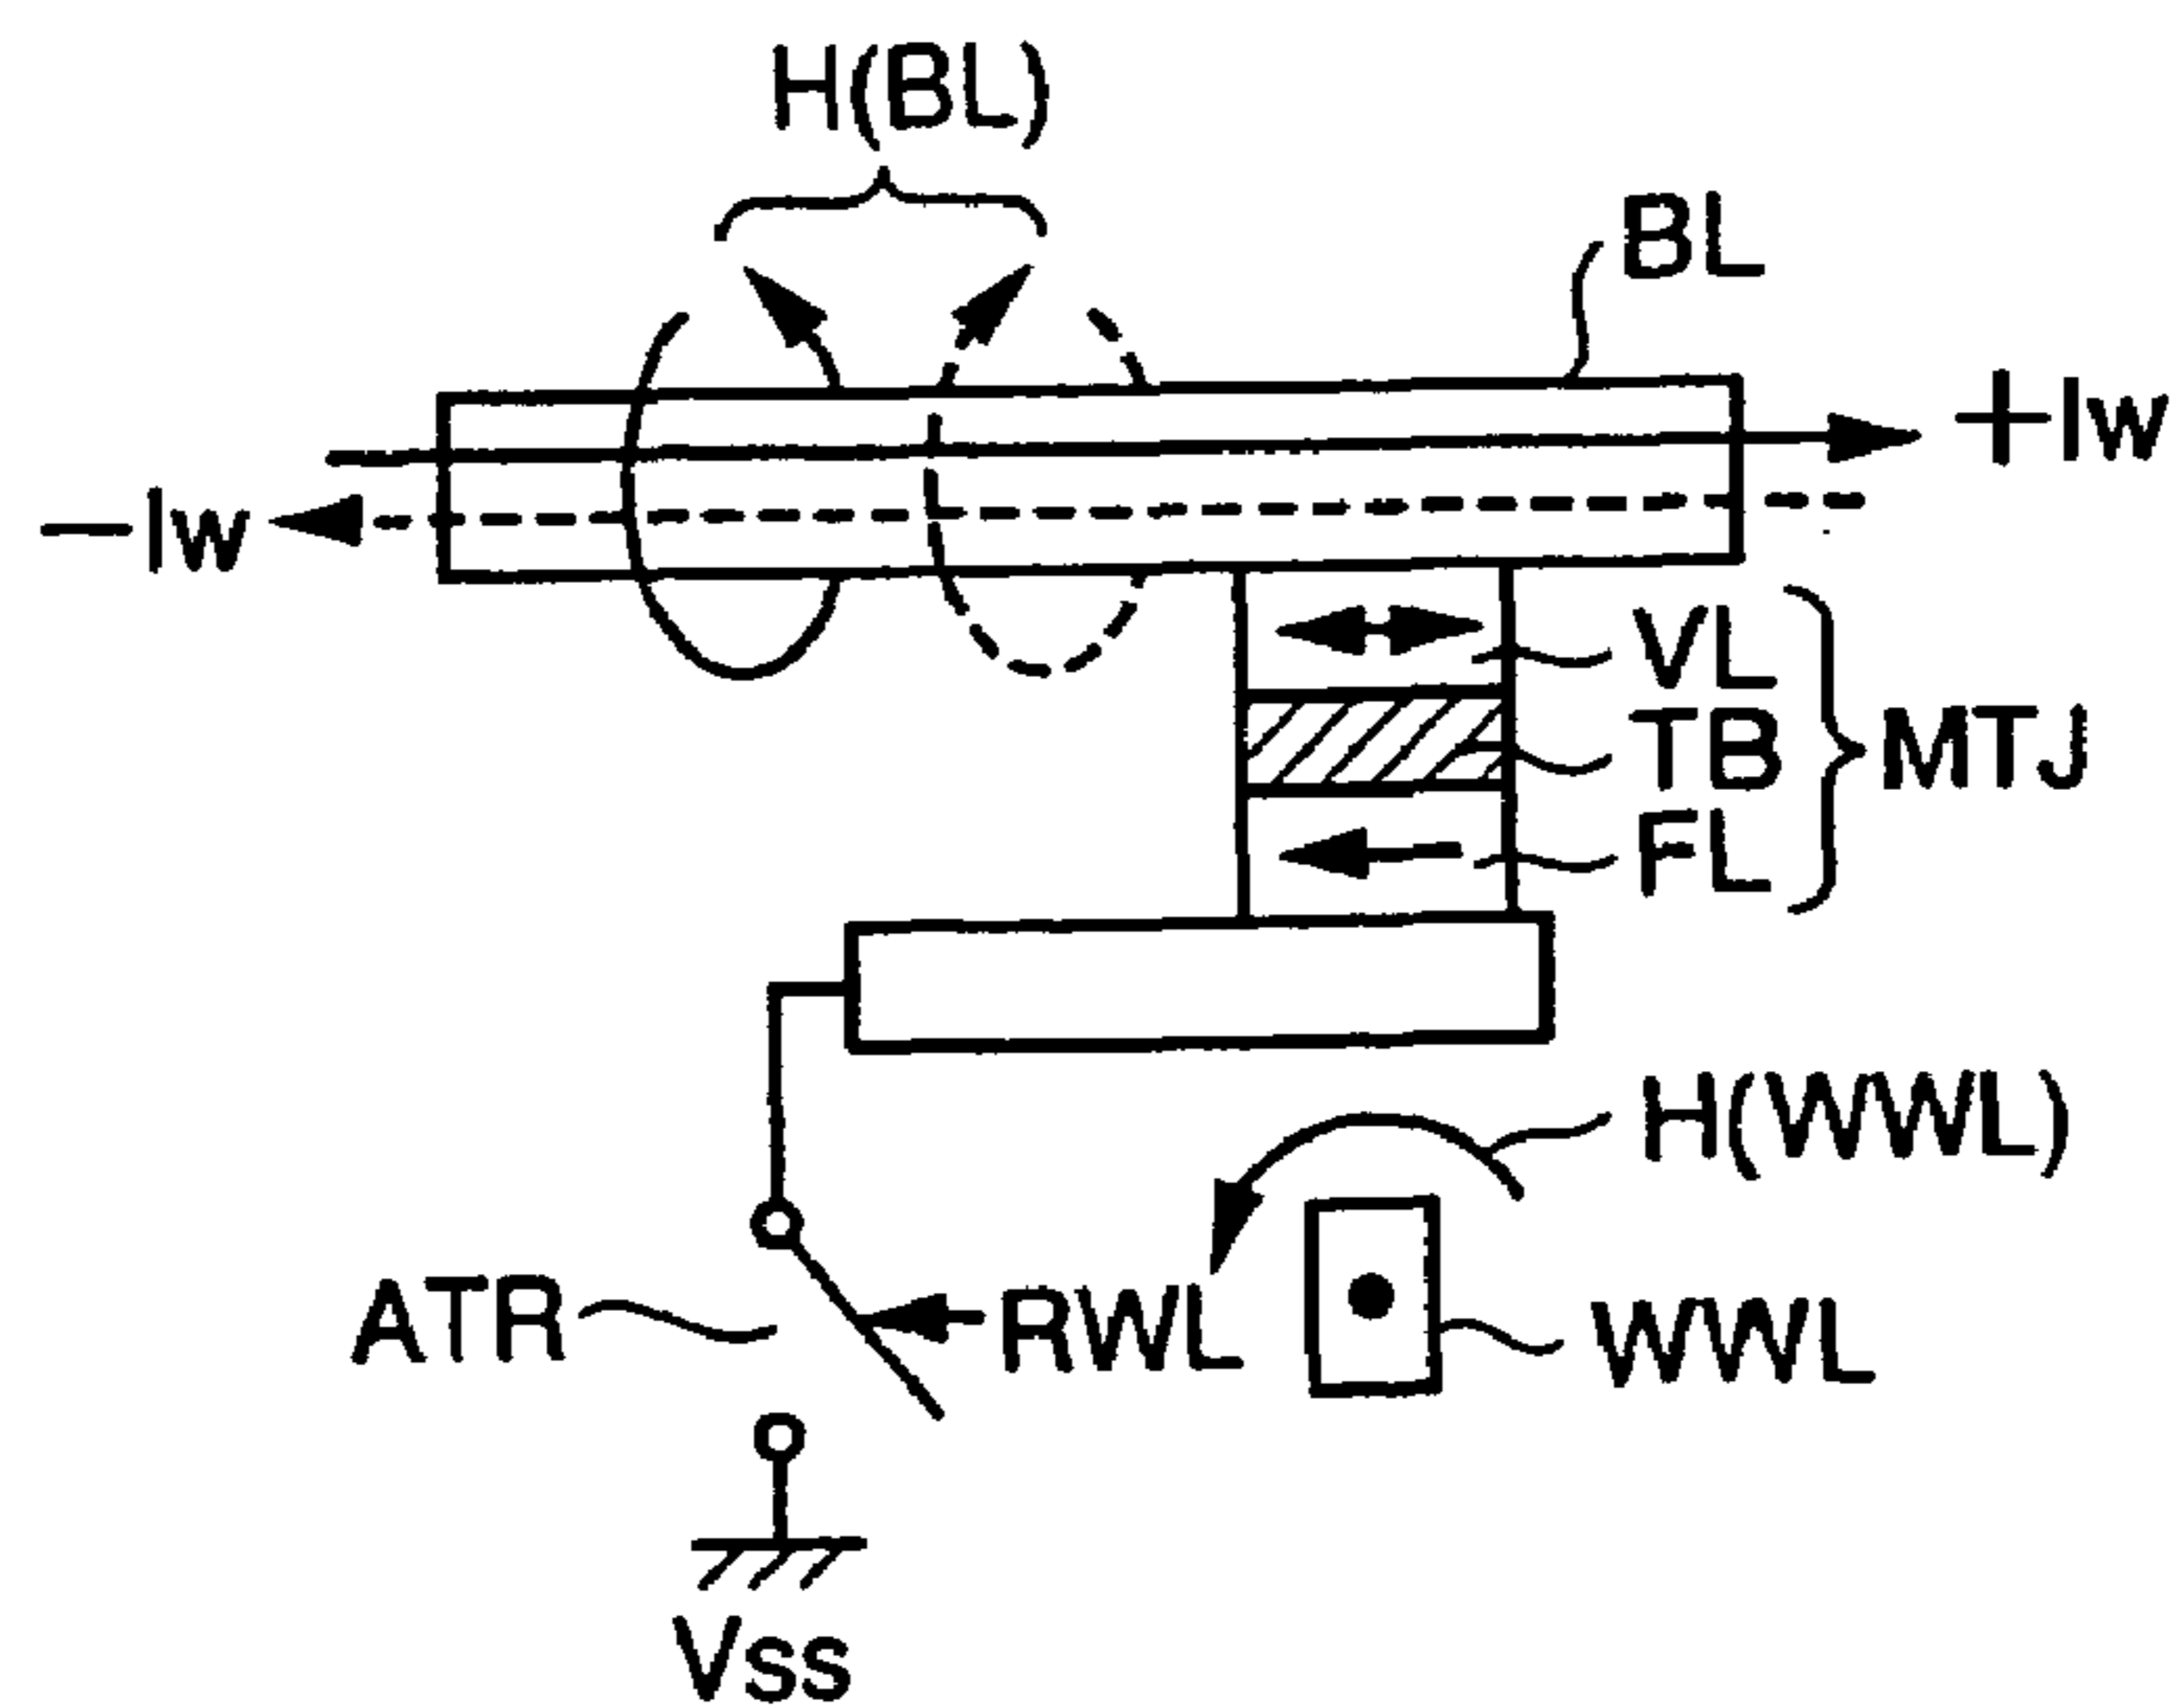 H(BL)
BL
+Iw
−Iw
VL
TB
MTJ
FL
H(WWL)
ATR
RWL
WWL
Vss